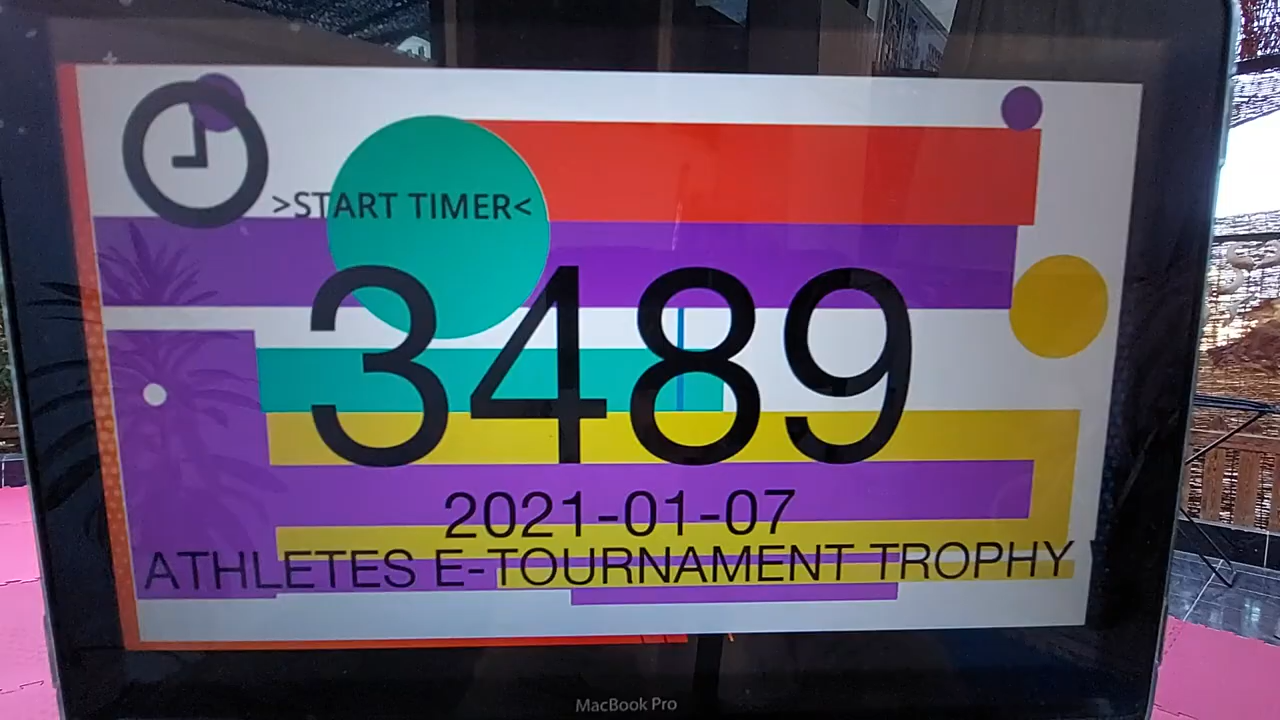 >START TIMER<
3489
2021-01-07
ATHLETES E-TOURNAMENT TROPHY
MacBook Pro